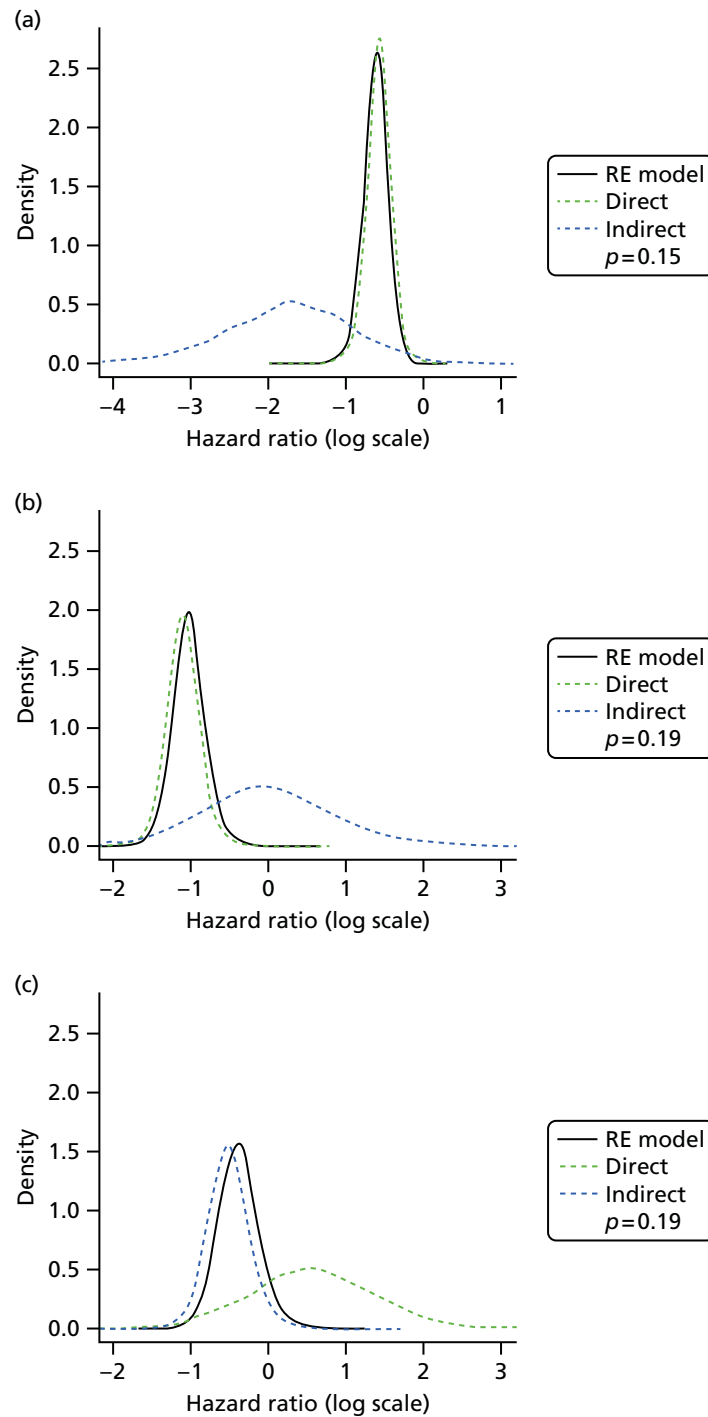 (a)
2.5
2.0
1.5
1.0
0.5
0.0
Density
−4 −3 −2 −1 0 1
Hazard ratio (log scale)
RE model
Direct
Indirect
p=0.15
(b)
2.5
2.0
1.5
1.0
0.5
0.0
Density
−2 −1 0 1 2 3
Hazard ratio (log scale)
RE model
Direct
Indirect
p=0.19
(c)
2.5
2.0
1.5
1.0
0.5
0.0
Density
−2 −1 0 1 2 3
Hazard ratio (log scale)
RE model
Direct
Indirect
p=0.19